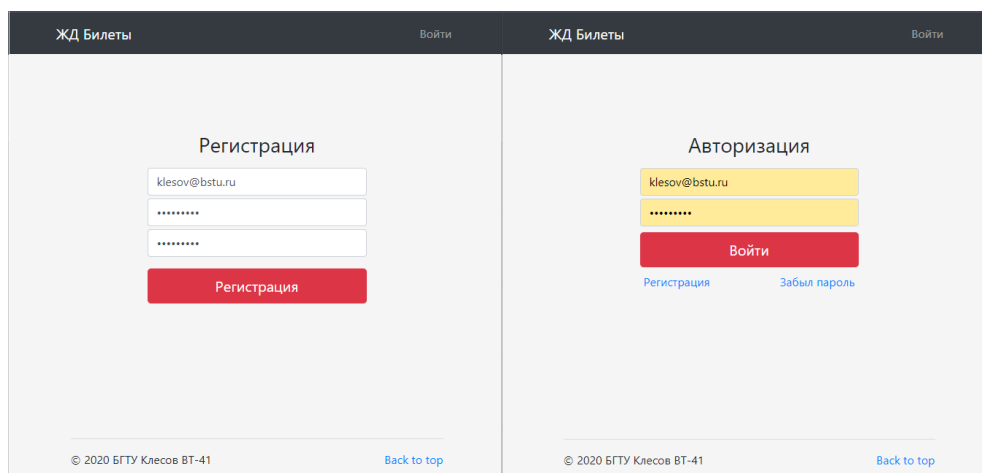 ЖД Билеты Войти
Регистрация
klesov@bstu.ru
•••••••••
•••••••••
Регистрация
© 2020 БГТУ Клесов ВТ-41 Back to top
ЖД Билеты Войти
Авторизация
klesov@bstu.ru
•••••••••
Войти
Регистрация Забыл пароль
© 2020 БГТУ Клесов ВТ-41 Back to top